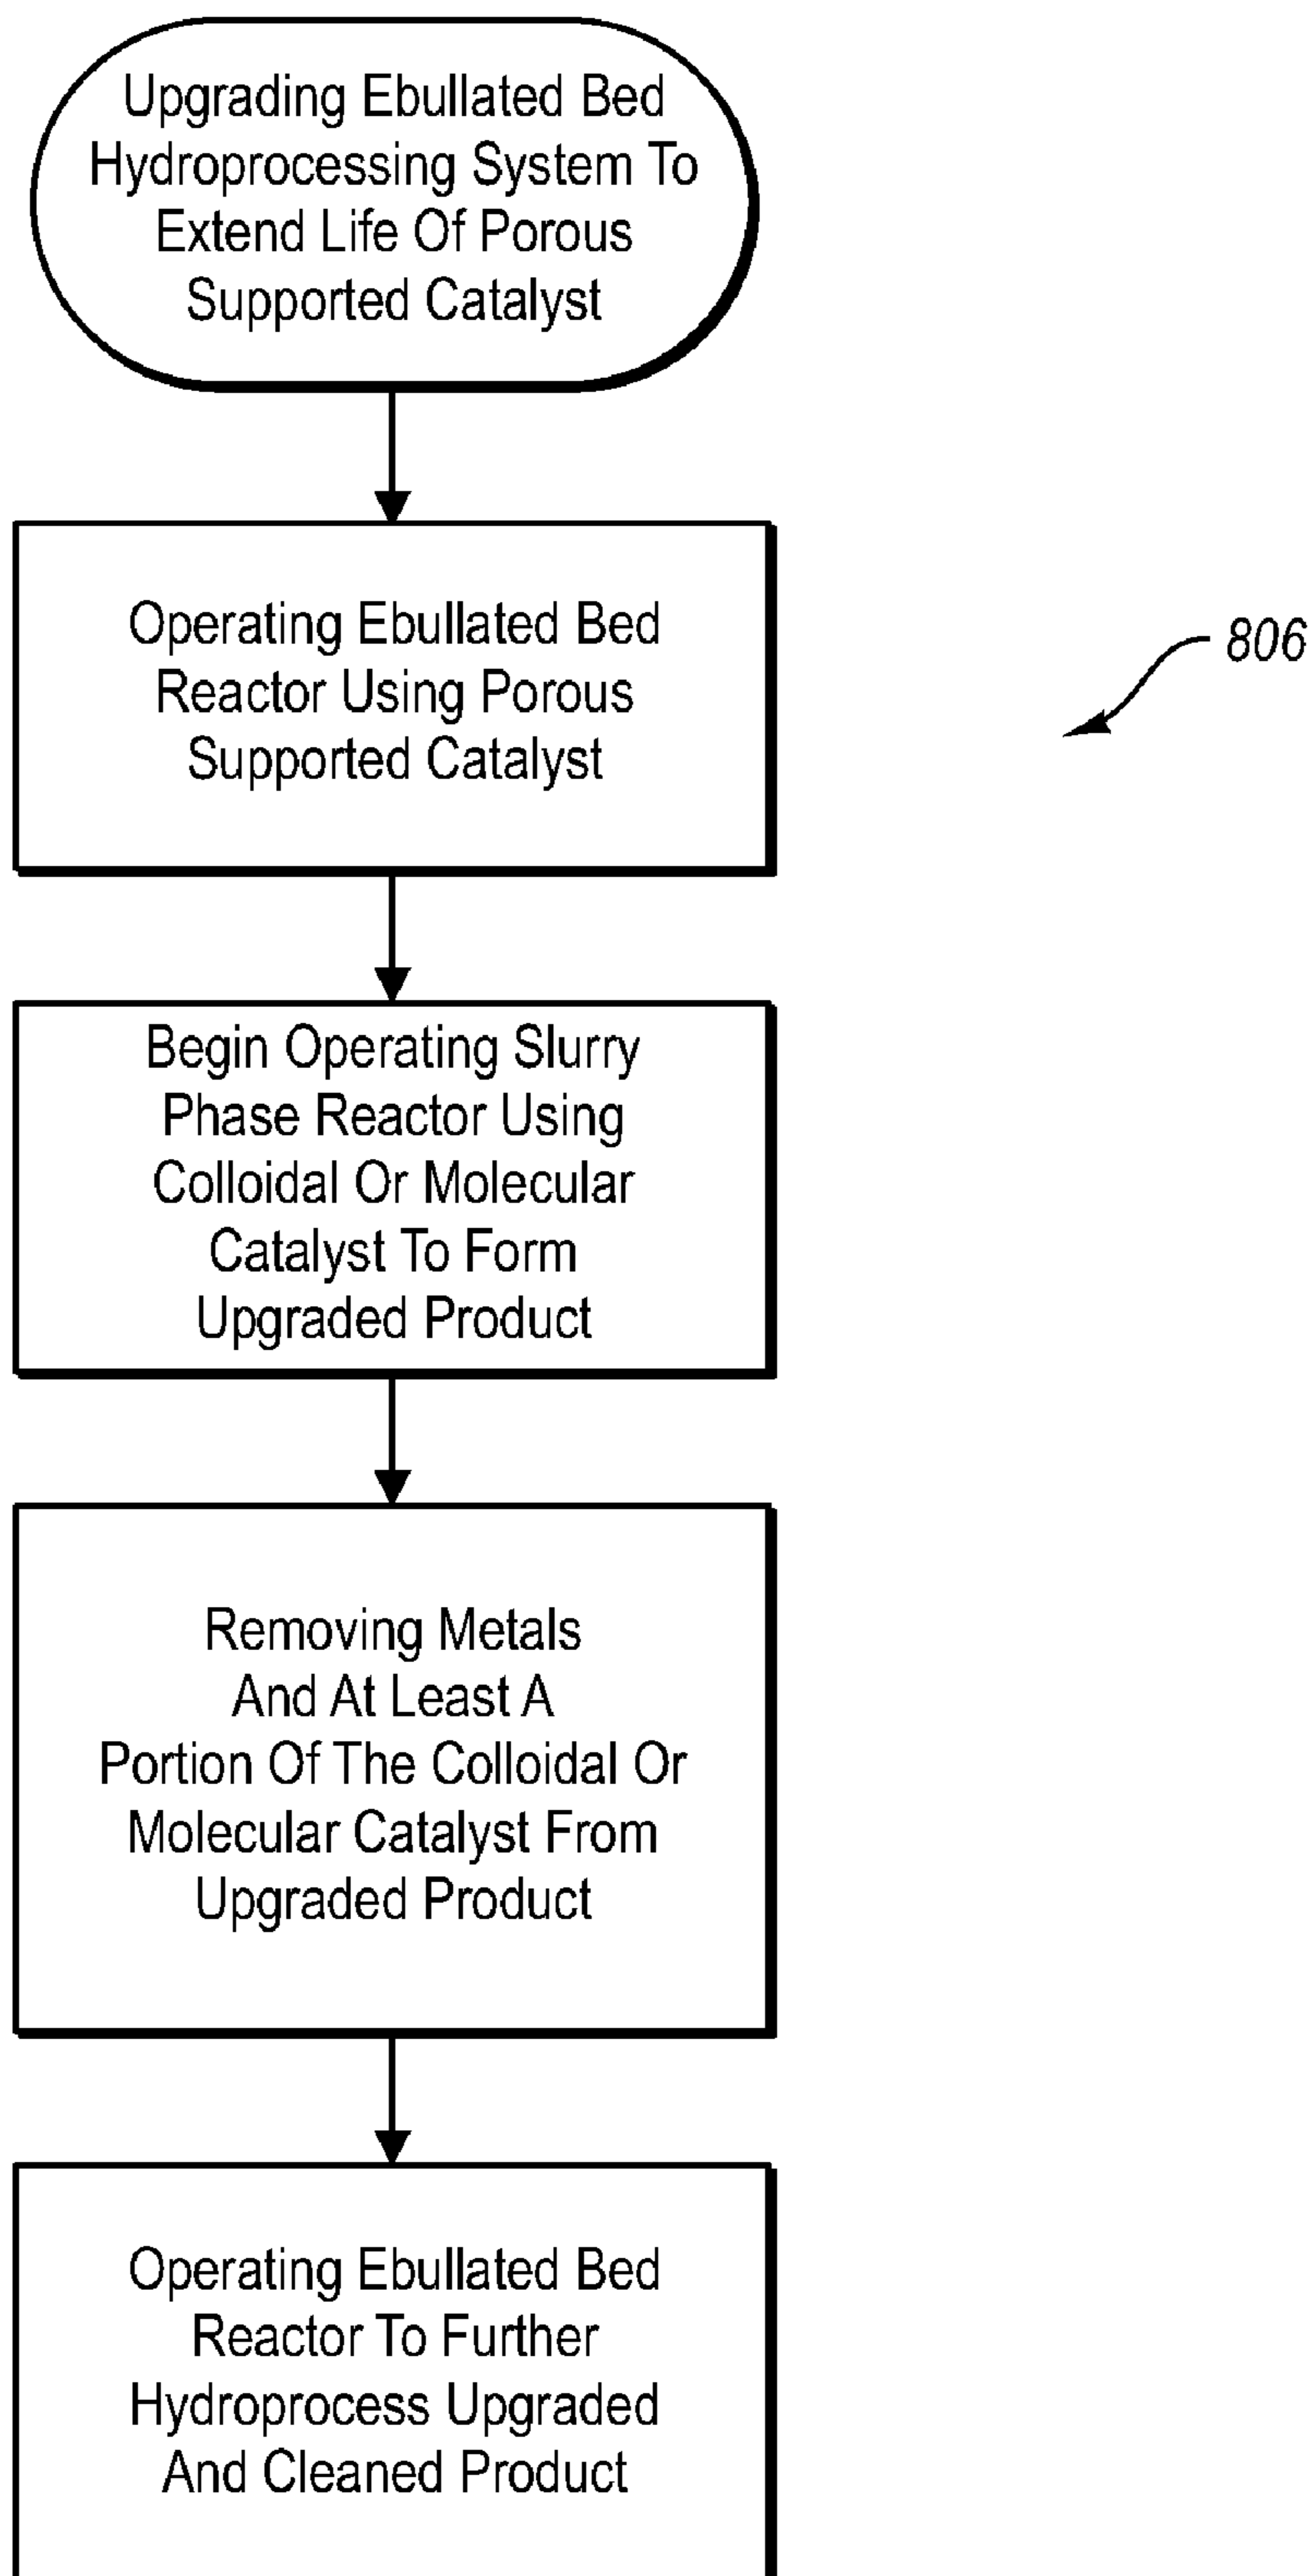 Upgrading Ebullated Bed
Hydroprocessing System To
Extend Life Of Porous
Supported Catalyst
Operating Ebullated Bed
Reactor Using Porous
Supported Catalyst
806
Begin Operating Slurry
Phase Reactor Using
Colloidal Or Molecular
Catalyst To Form
Upgraded Product
Removing Metals
And At Least A
Portion Of The Colloidal Or
Molecular Catalyst From
Upgraded Product
Operating Ebullated Bed
Reactor To Further
Hydroprocess Upgraded
And Cleaned Product